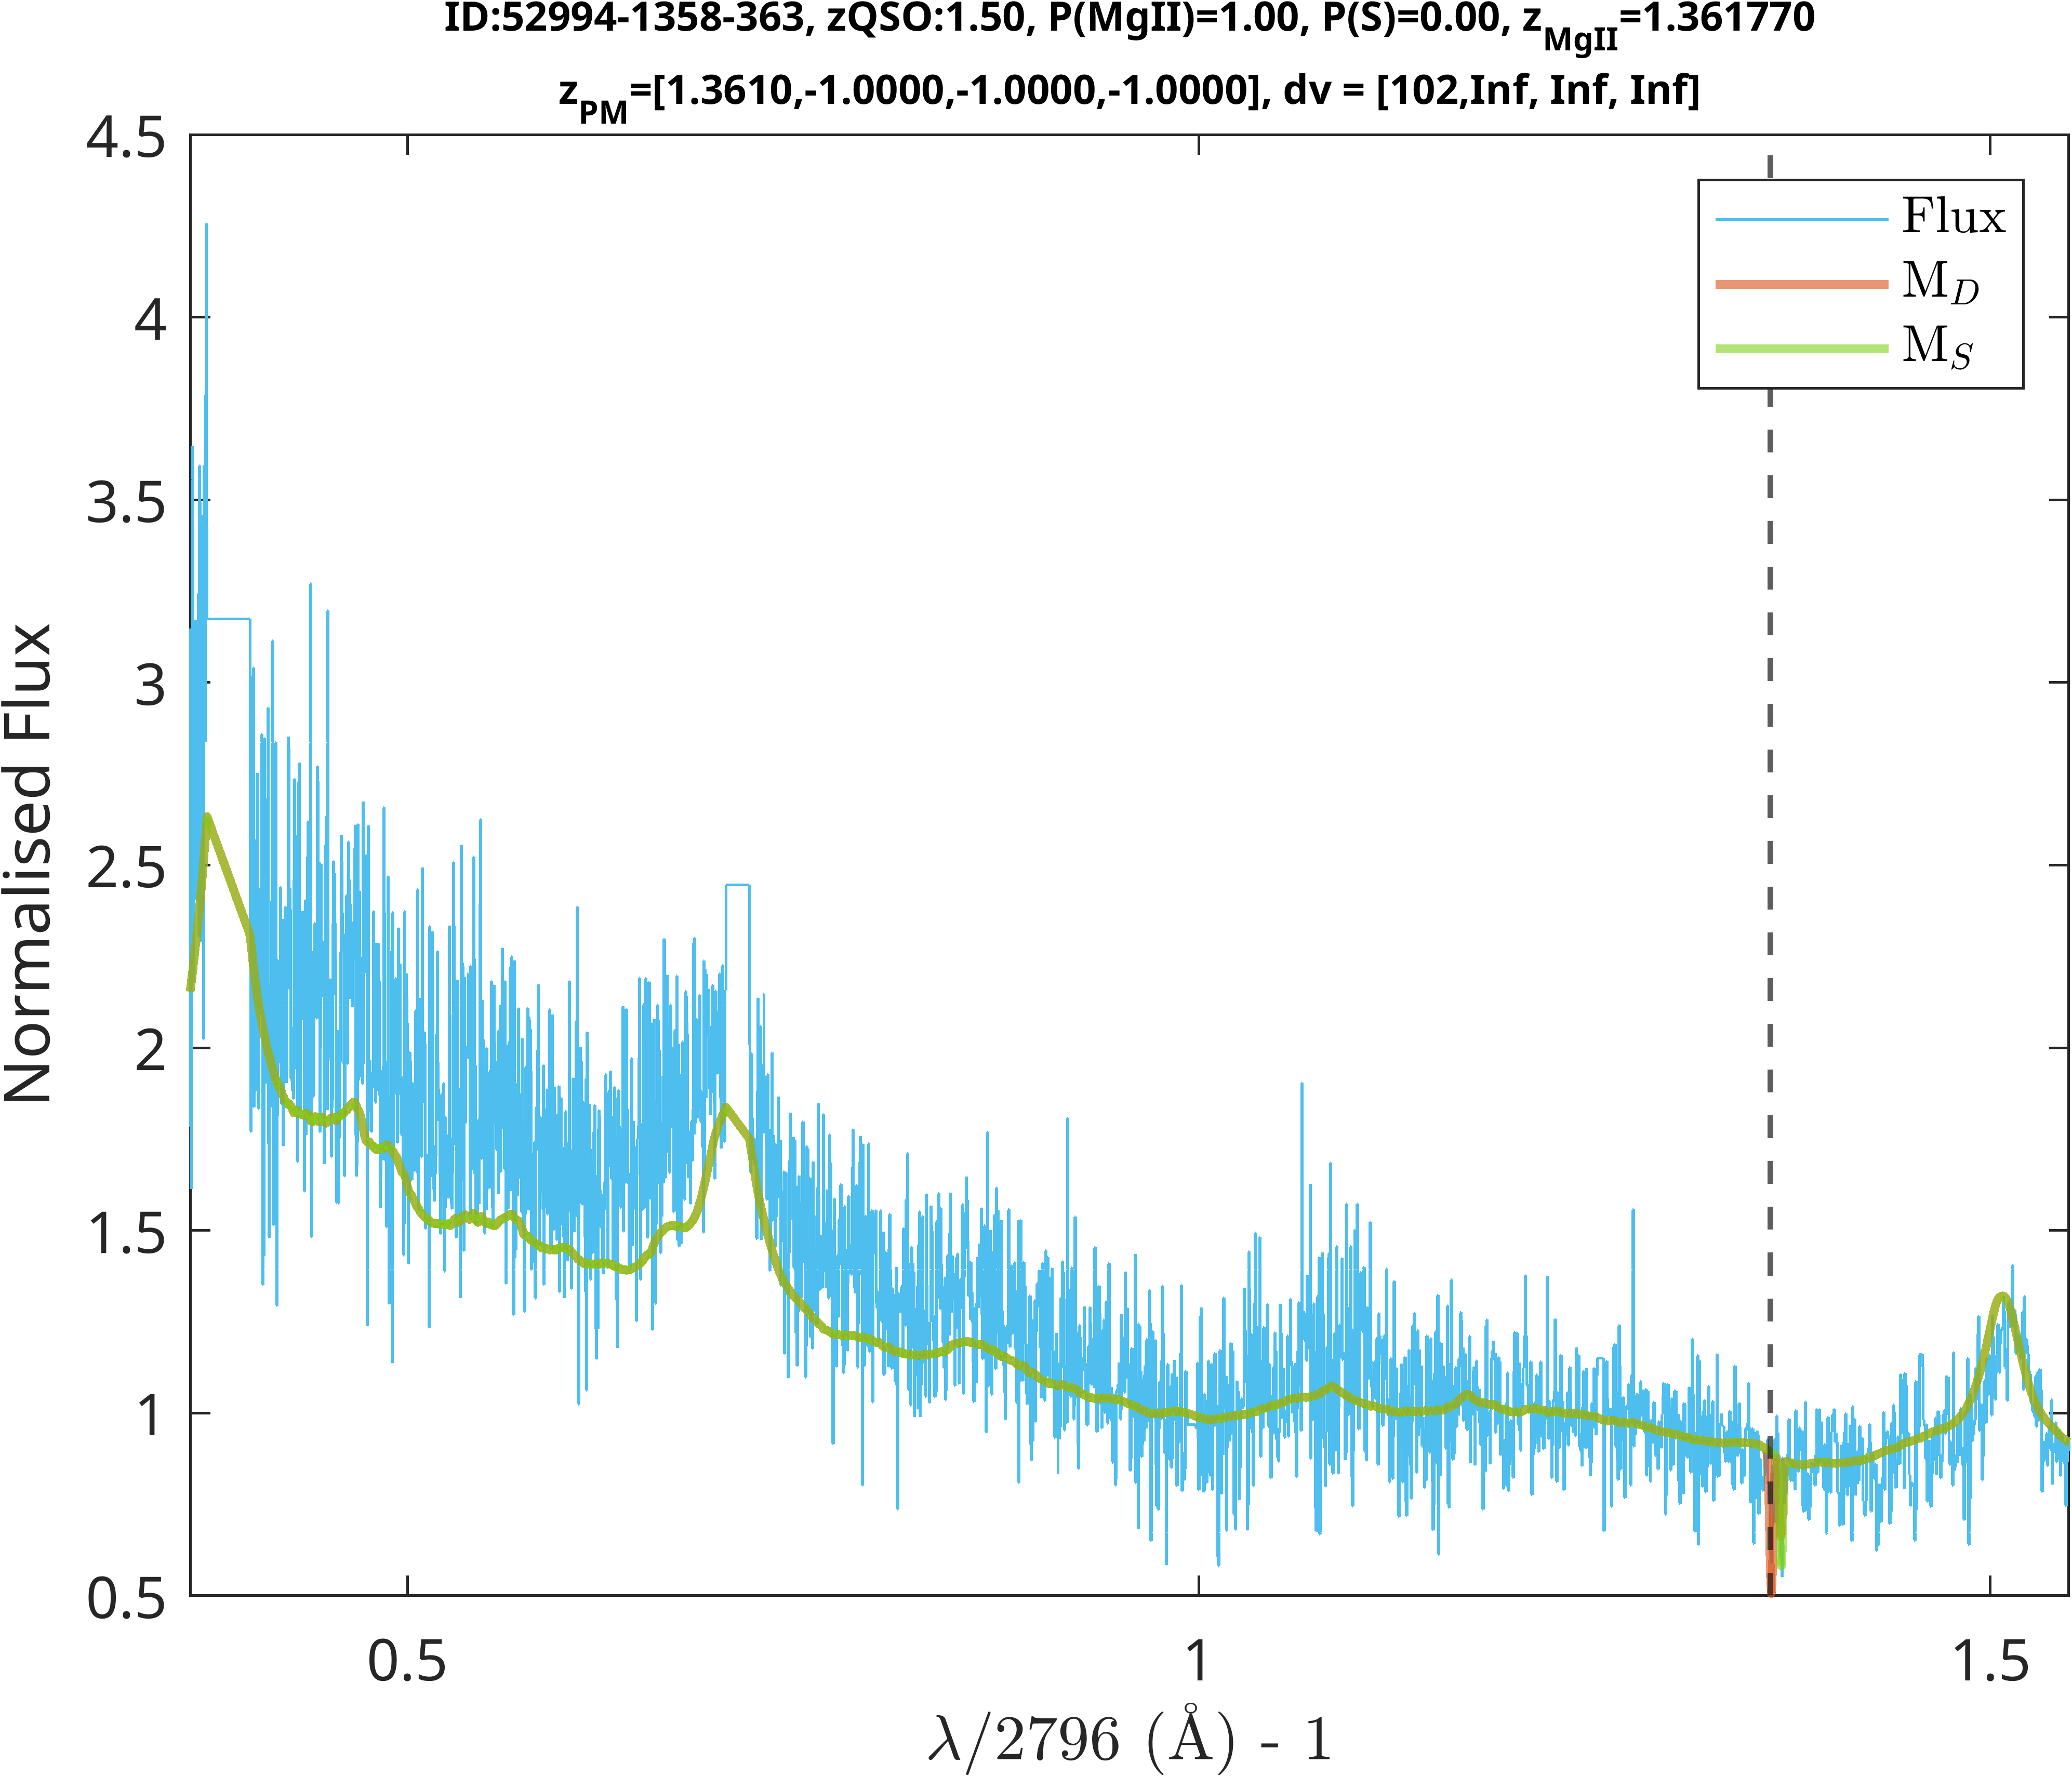 ID:52994-1358-363, zQSO:1.50, P(MgII)=1.00, P(S)=0.00, zMgII=1.361770
zPM=[1.3610,-1.0000,-1.0000,-1.0000], dv = [102,Inf, Inf, Inf]
4.5
4
3.5
3
2.5
2
1.5
1
0.5
Normalised Flux
Flux
MD
MS
0.5
1
1.5
λ/2796 (Å) - 1